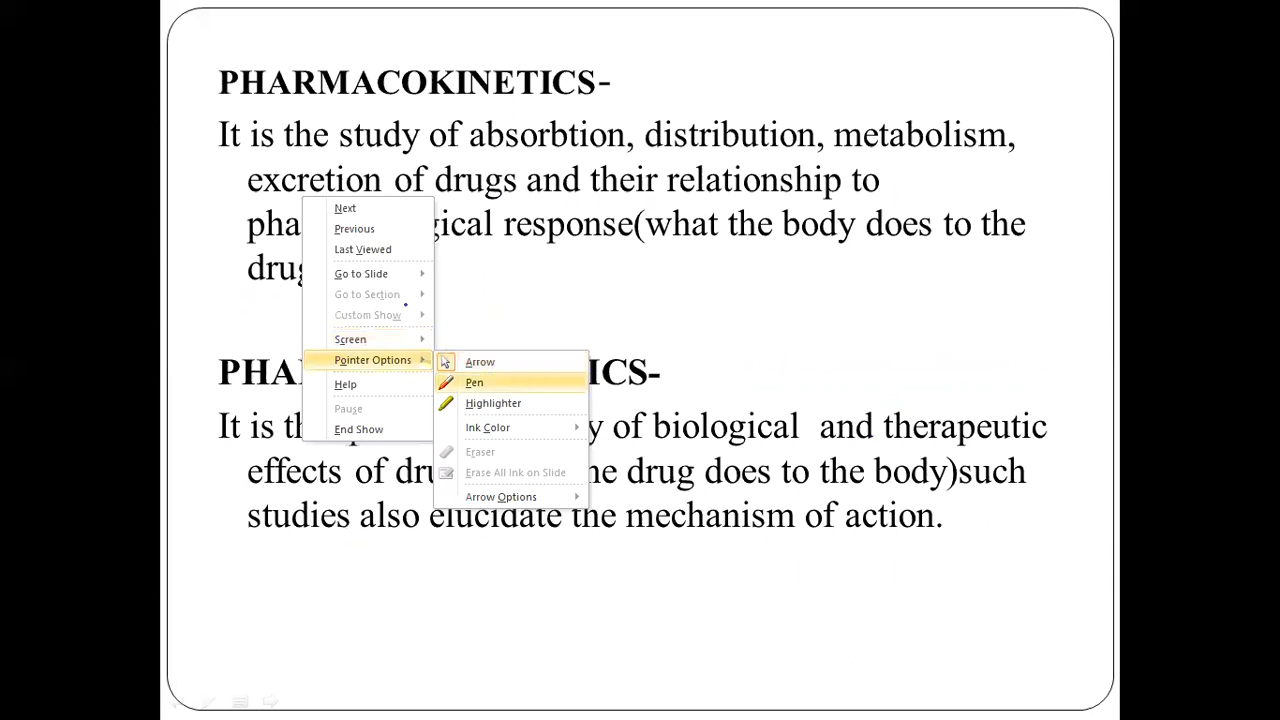 PHARMACOKINETICS-
It is the study of absorbtion, distribution, metabolism,
excretion of drugs and their relationship to
pha gical response(what the body does to the
drug
PHA ICS-
It is th y of biological and therapeutic
effects of dru he drug does to the body)such
studies also elucidate the mechanism of action.
Next
Previous
Last Viewed
Go to Slide
Go to Section
Custom Show
Screen
Pointer Options
Help
Pause
End Show
Arrow
Pen
Highlighter
Ink Color
Eraser
Erase All Ink on Slide
Arrow Options